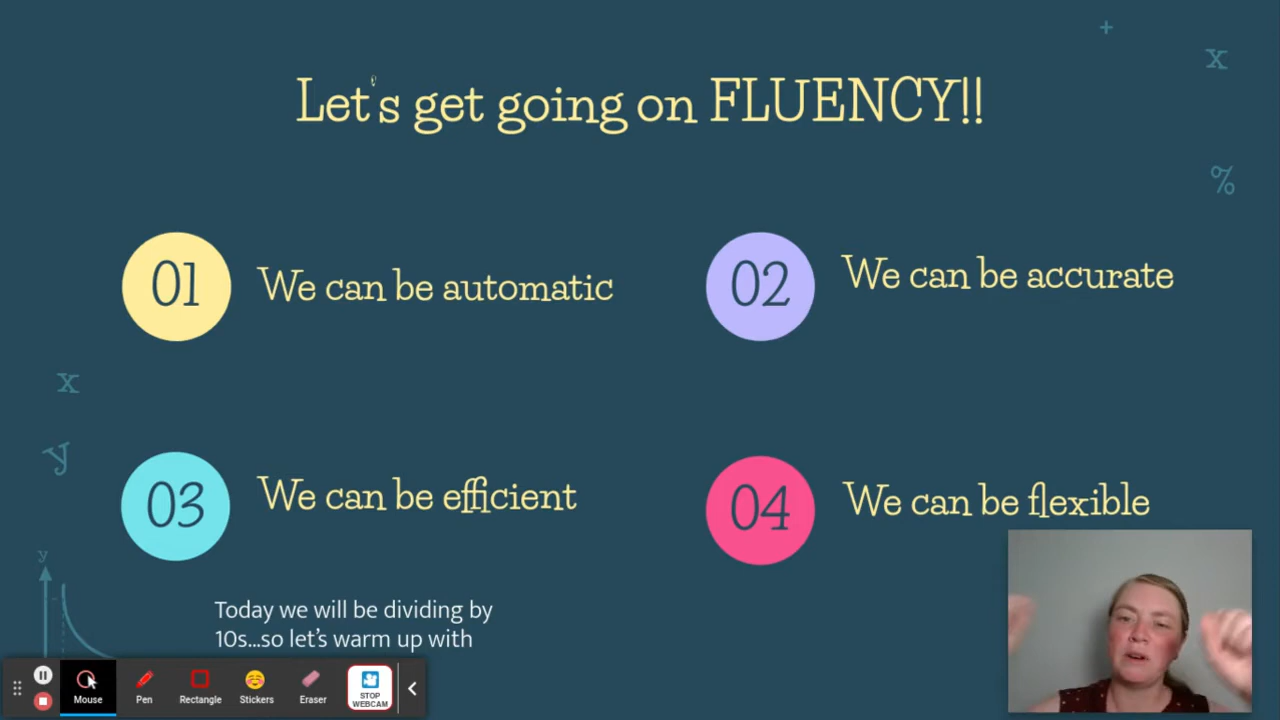 +
x
Let's get going on FLUENCY!!
%
01 We can be automatic
02 We can be accurate
x
y
03 We can be efficient
04 We can be flexible
y
Today we will be dividing by
10s...so let's warm up with
Mouse
Pen
Rectangle
Stickers
Eraser
STOP
WEBCAM